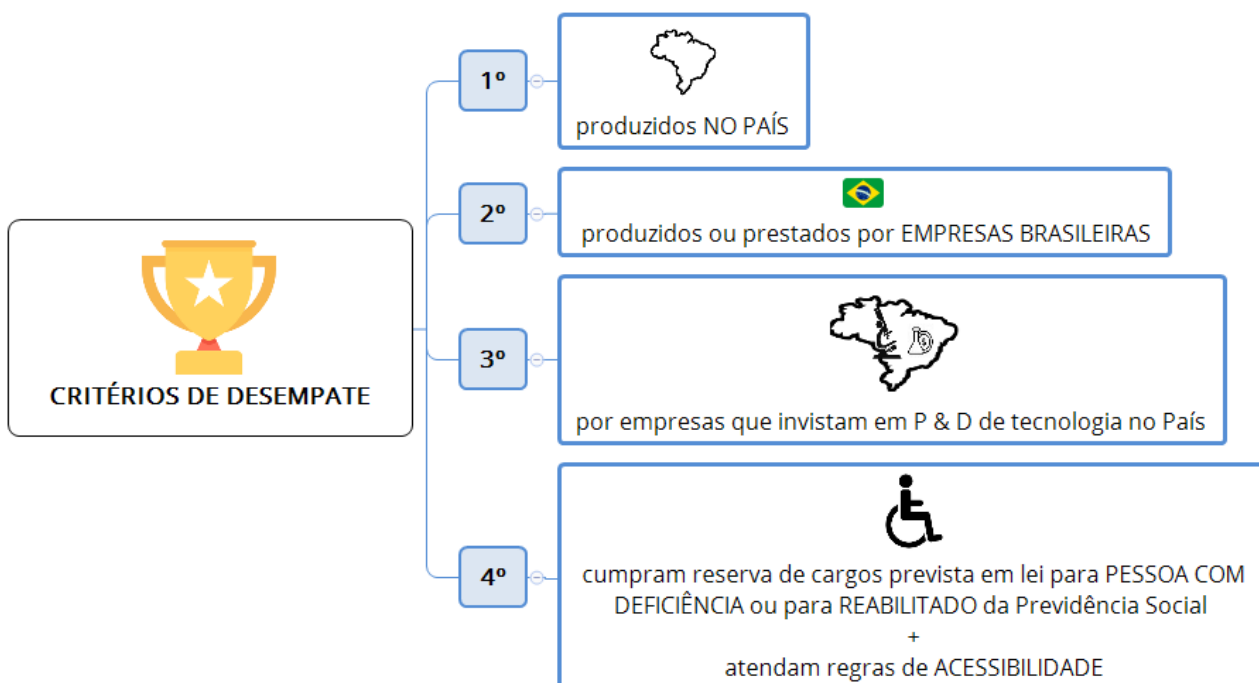 1º
produzidos NO PAÍS
2º
produzidos ou prestados por EMPRESAS BRASILEIRAS
CRITÉRIOS DE DESEMPATE
3º
por empresas que invistam em P & D de tecnologia no País
4º
cumpram reserva de cargos prevista em lei para PESSOA COM
DEFICIÊNCIA ou para REABILITADO da Previdência Social
+
atendam regras de ACESSIBILIDADE